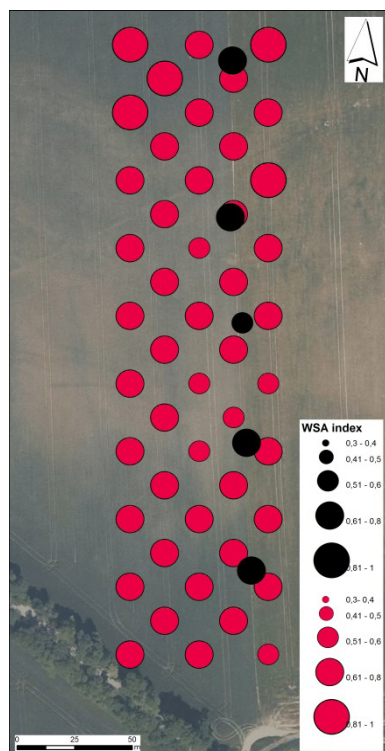 N
WSA index
0,3 - 0,4
0,41 - 0,5
0,51 - 0,6
0,61 - 0,8
0,81 - 1
0,3- 0,4
0,41 - 0,5
0,51 - 0,6
0,61 - 0,8
0,81 - 1
0 25 50
m